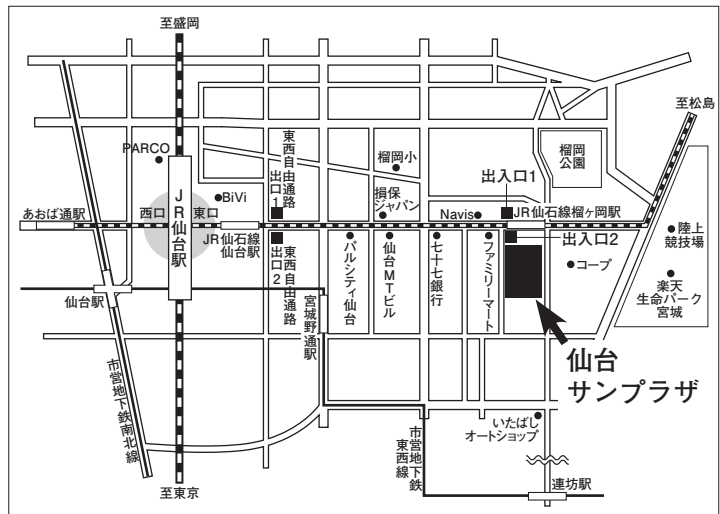 至盛岡
至松島
PARCO
東西自由通路
出口1
榴岡小
榴岡
公園
出入口1
BiVi
損保
ジャパン
Navis
JR仙石線榴ヶ岡駅
あおば通駅
西口
JR仙台駅
東口
JR仙石線
仙台駅
出入口2
陸上
競技場
出口2
東西自由通路
パルシティ仙台
仙台MTビル
七十七銀行
ファミリーマート
コープ
楽天
生命パーク
宮城
仙台駅
宮城野通駅
仙台
サンプラザ
市営地下鉄南北線
いたばし
オートショップ
市営地下鉄
東西線
至東京
連坊駅